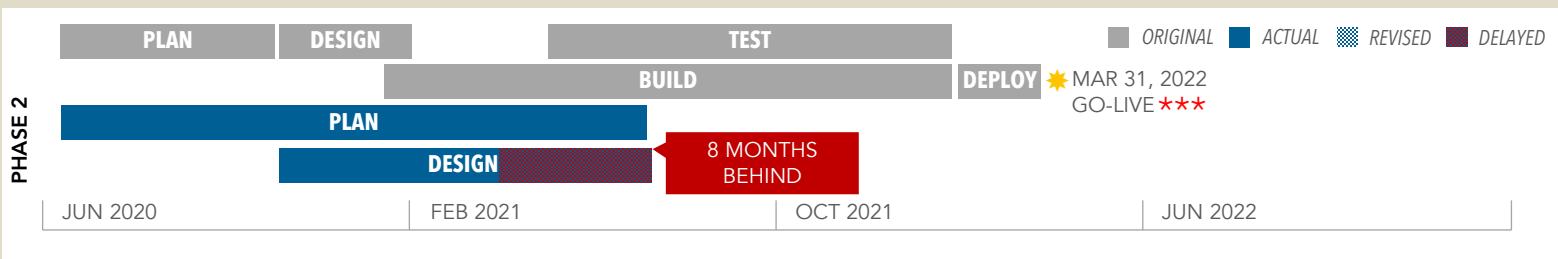 PLAN DESIGN TEST
ORIGINAL ACTUAL REVISED DELAYED
BUILD DEPLOY
MAR 31, 2022
GO-LIVE ***
PHASE 2
PLAN
DESIGN
8 MONTHS
BEHIND
JUN 2020 FEB 2021 OCT 2021 JUN 2022